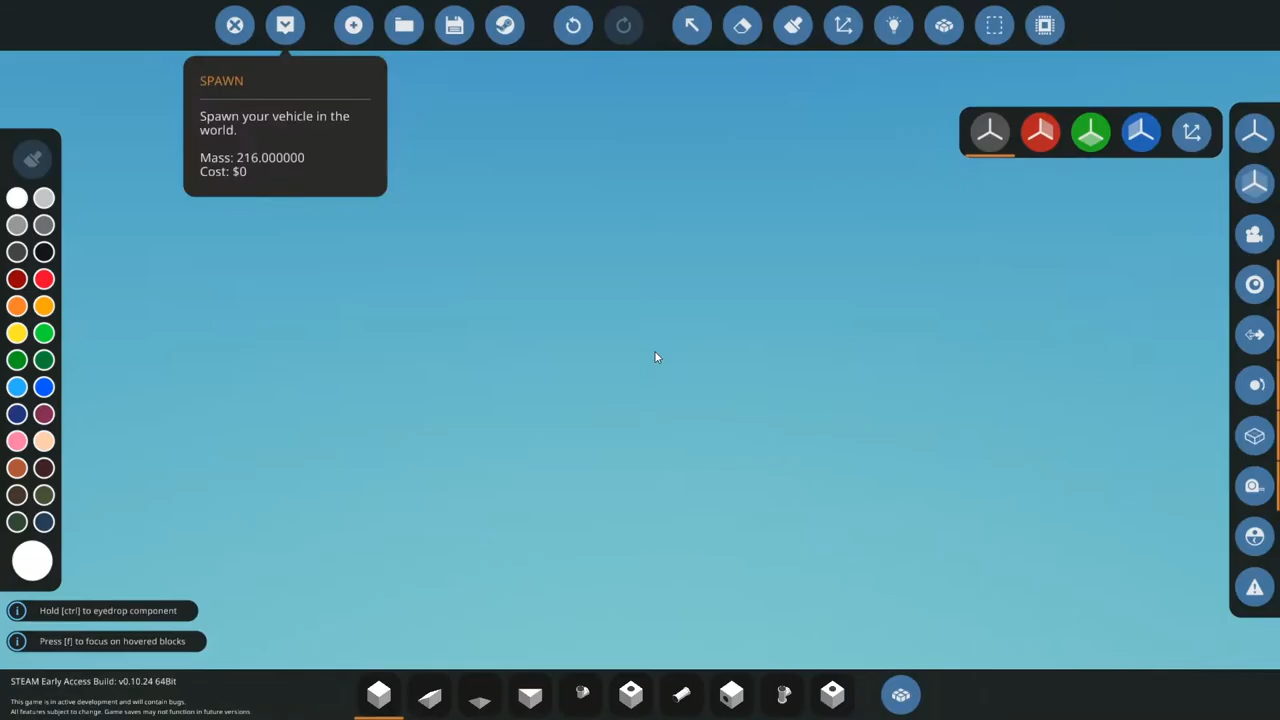 SPAWN
Spawn your vehicle in the
world.
Mass: 216.000000
Cost: $0
Hold [ctrl] to eyedrop component
Press [f] to focus on hovered blocks
STEAM Early Access Build: v0.10.24 64Bit
This game is in active development and will contain bugs.
All features subject to change. Game saves may not function in future versions.